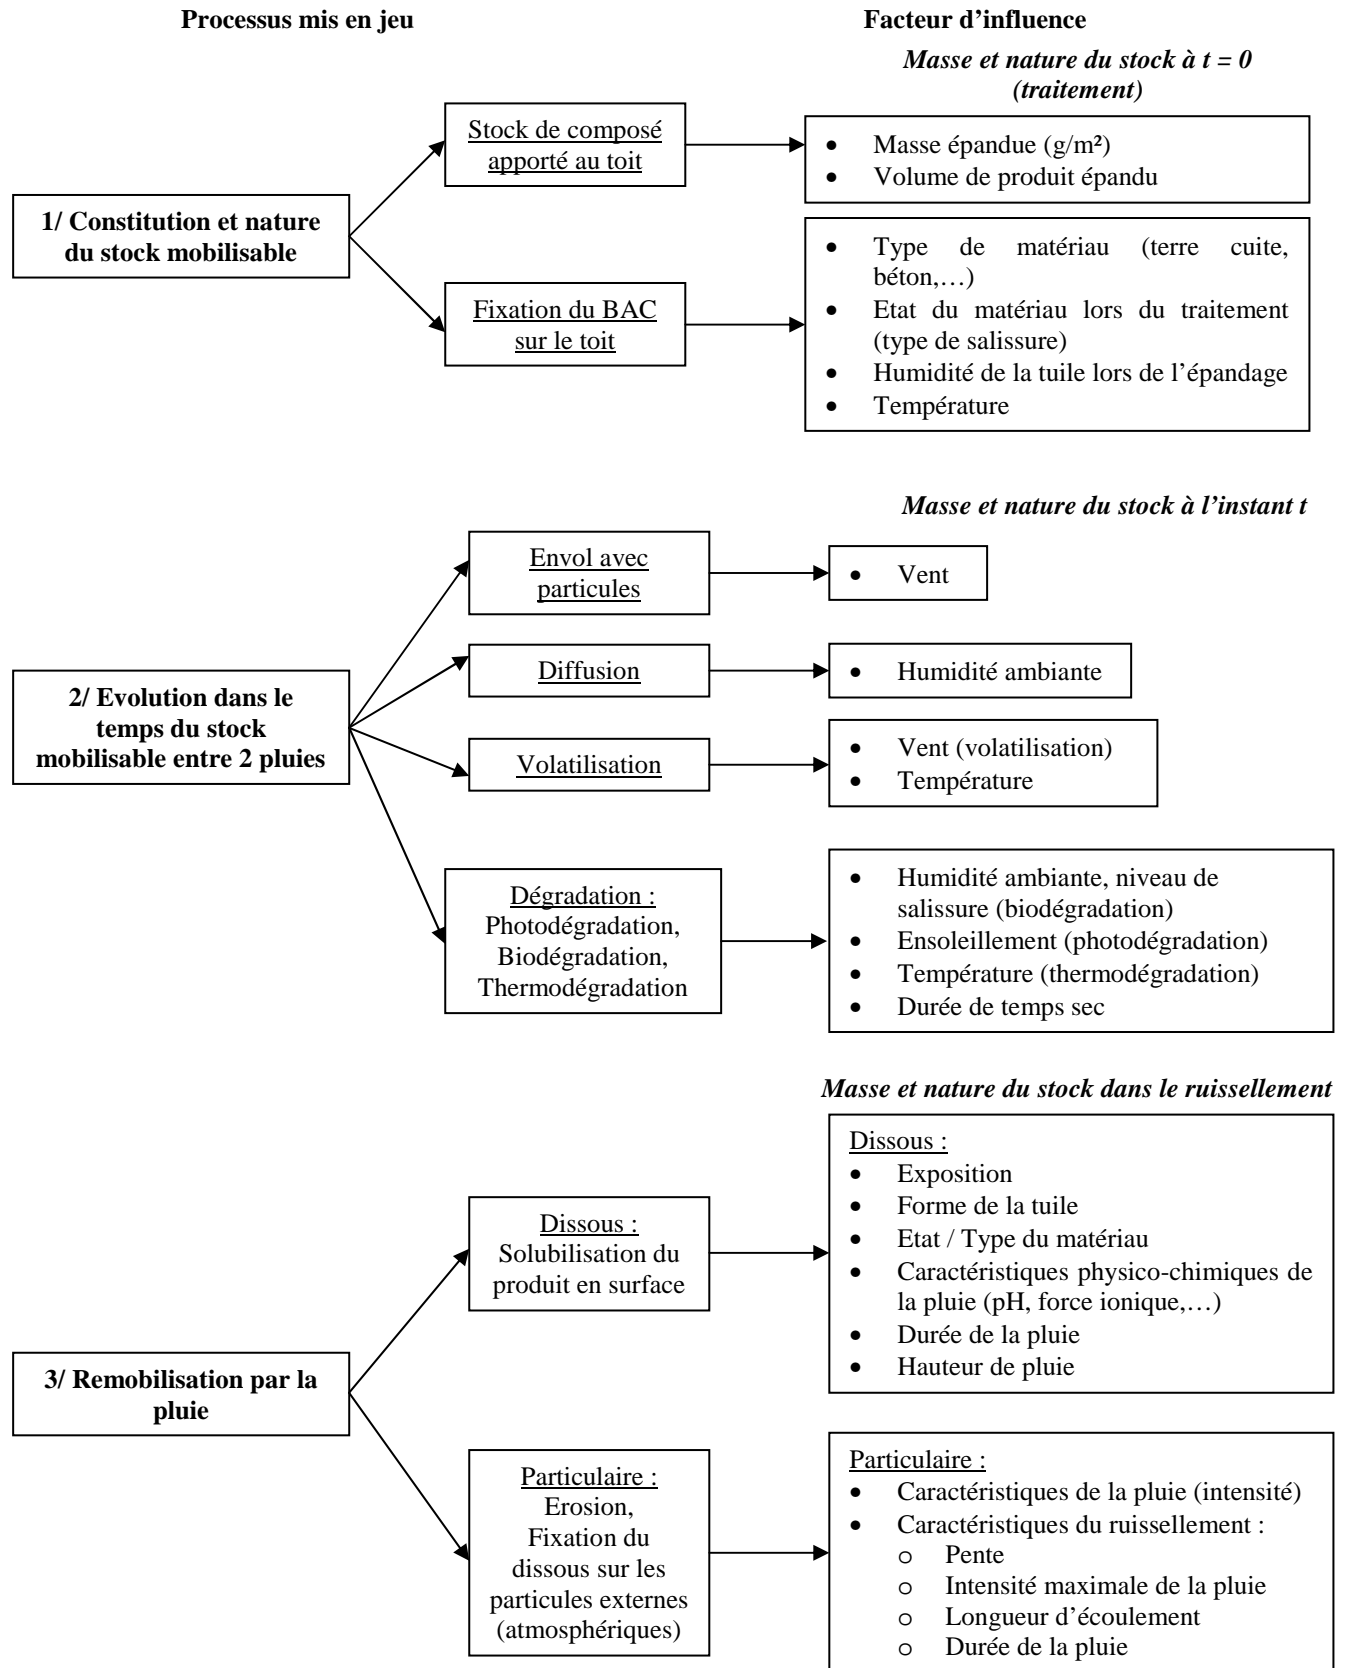 Processus mis en jeu
Facteur d’influence
Masse et nature du stock à t = 0
(traitement)
Stock de composé
apporté au toit
• Masse épandue (g/m²)
• Volume de produit épandu
1/ Constitution et nature
du stock mobilisable
Fixation du BAC
sur le toit
• Type de matériau (terre cuite,
béton,…)
• Etat du matériau lors du traitement
(type de salissure)
• Humidité de la tuile lors de l’épandage
• Température
Masse et nature du stock à l’instant t
Envol avec
particules
• Vent
Diffusion
• Humidité ambiante
2/ Evolution dans le
temps du stock
mobilisable entre 2 pluies
Volatilisation
• Vent (volatilisation)
• Température
Dégradation :
Photodégradation,
Biodégradation,
Thermodégradation
• Humidité ambiante, niveau de
salissure (biodégradation)
• Ensoleillement (photodégradation)
• Température (thermodégradation)
• Durée de temps sec
Masse et nature du stock dans le ruissellement
Dissous :
Solubilisation du
produit en surface
Dissous :
• Exposition
• Forme de la tuile
• Etat / Type du matériau
• Caractéristiques physico-chimiques de
la pluie (pH, force ionique,…)
• Durée de la pluie
• Hauteur de pluie
3/ Remobilisation par la
pluie
Particulaire :
Erosion,
Fixation du
dissous sur les
particules externes
(atmosphériques)
Particulaire :
• Caractéristiques de la pluie (intensité)
• Caractéristiques du ruissellement :
o Pente
o Intensité maximale de la pluie
o Longueur d’écoulement
o Durée de la pluie